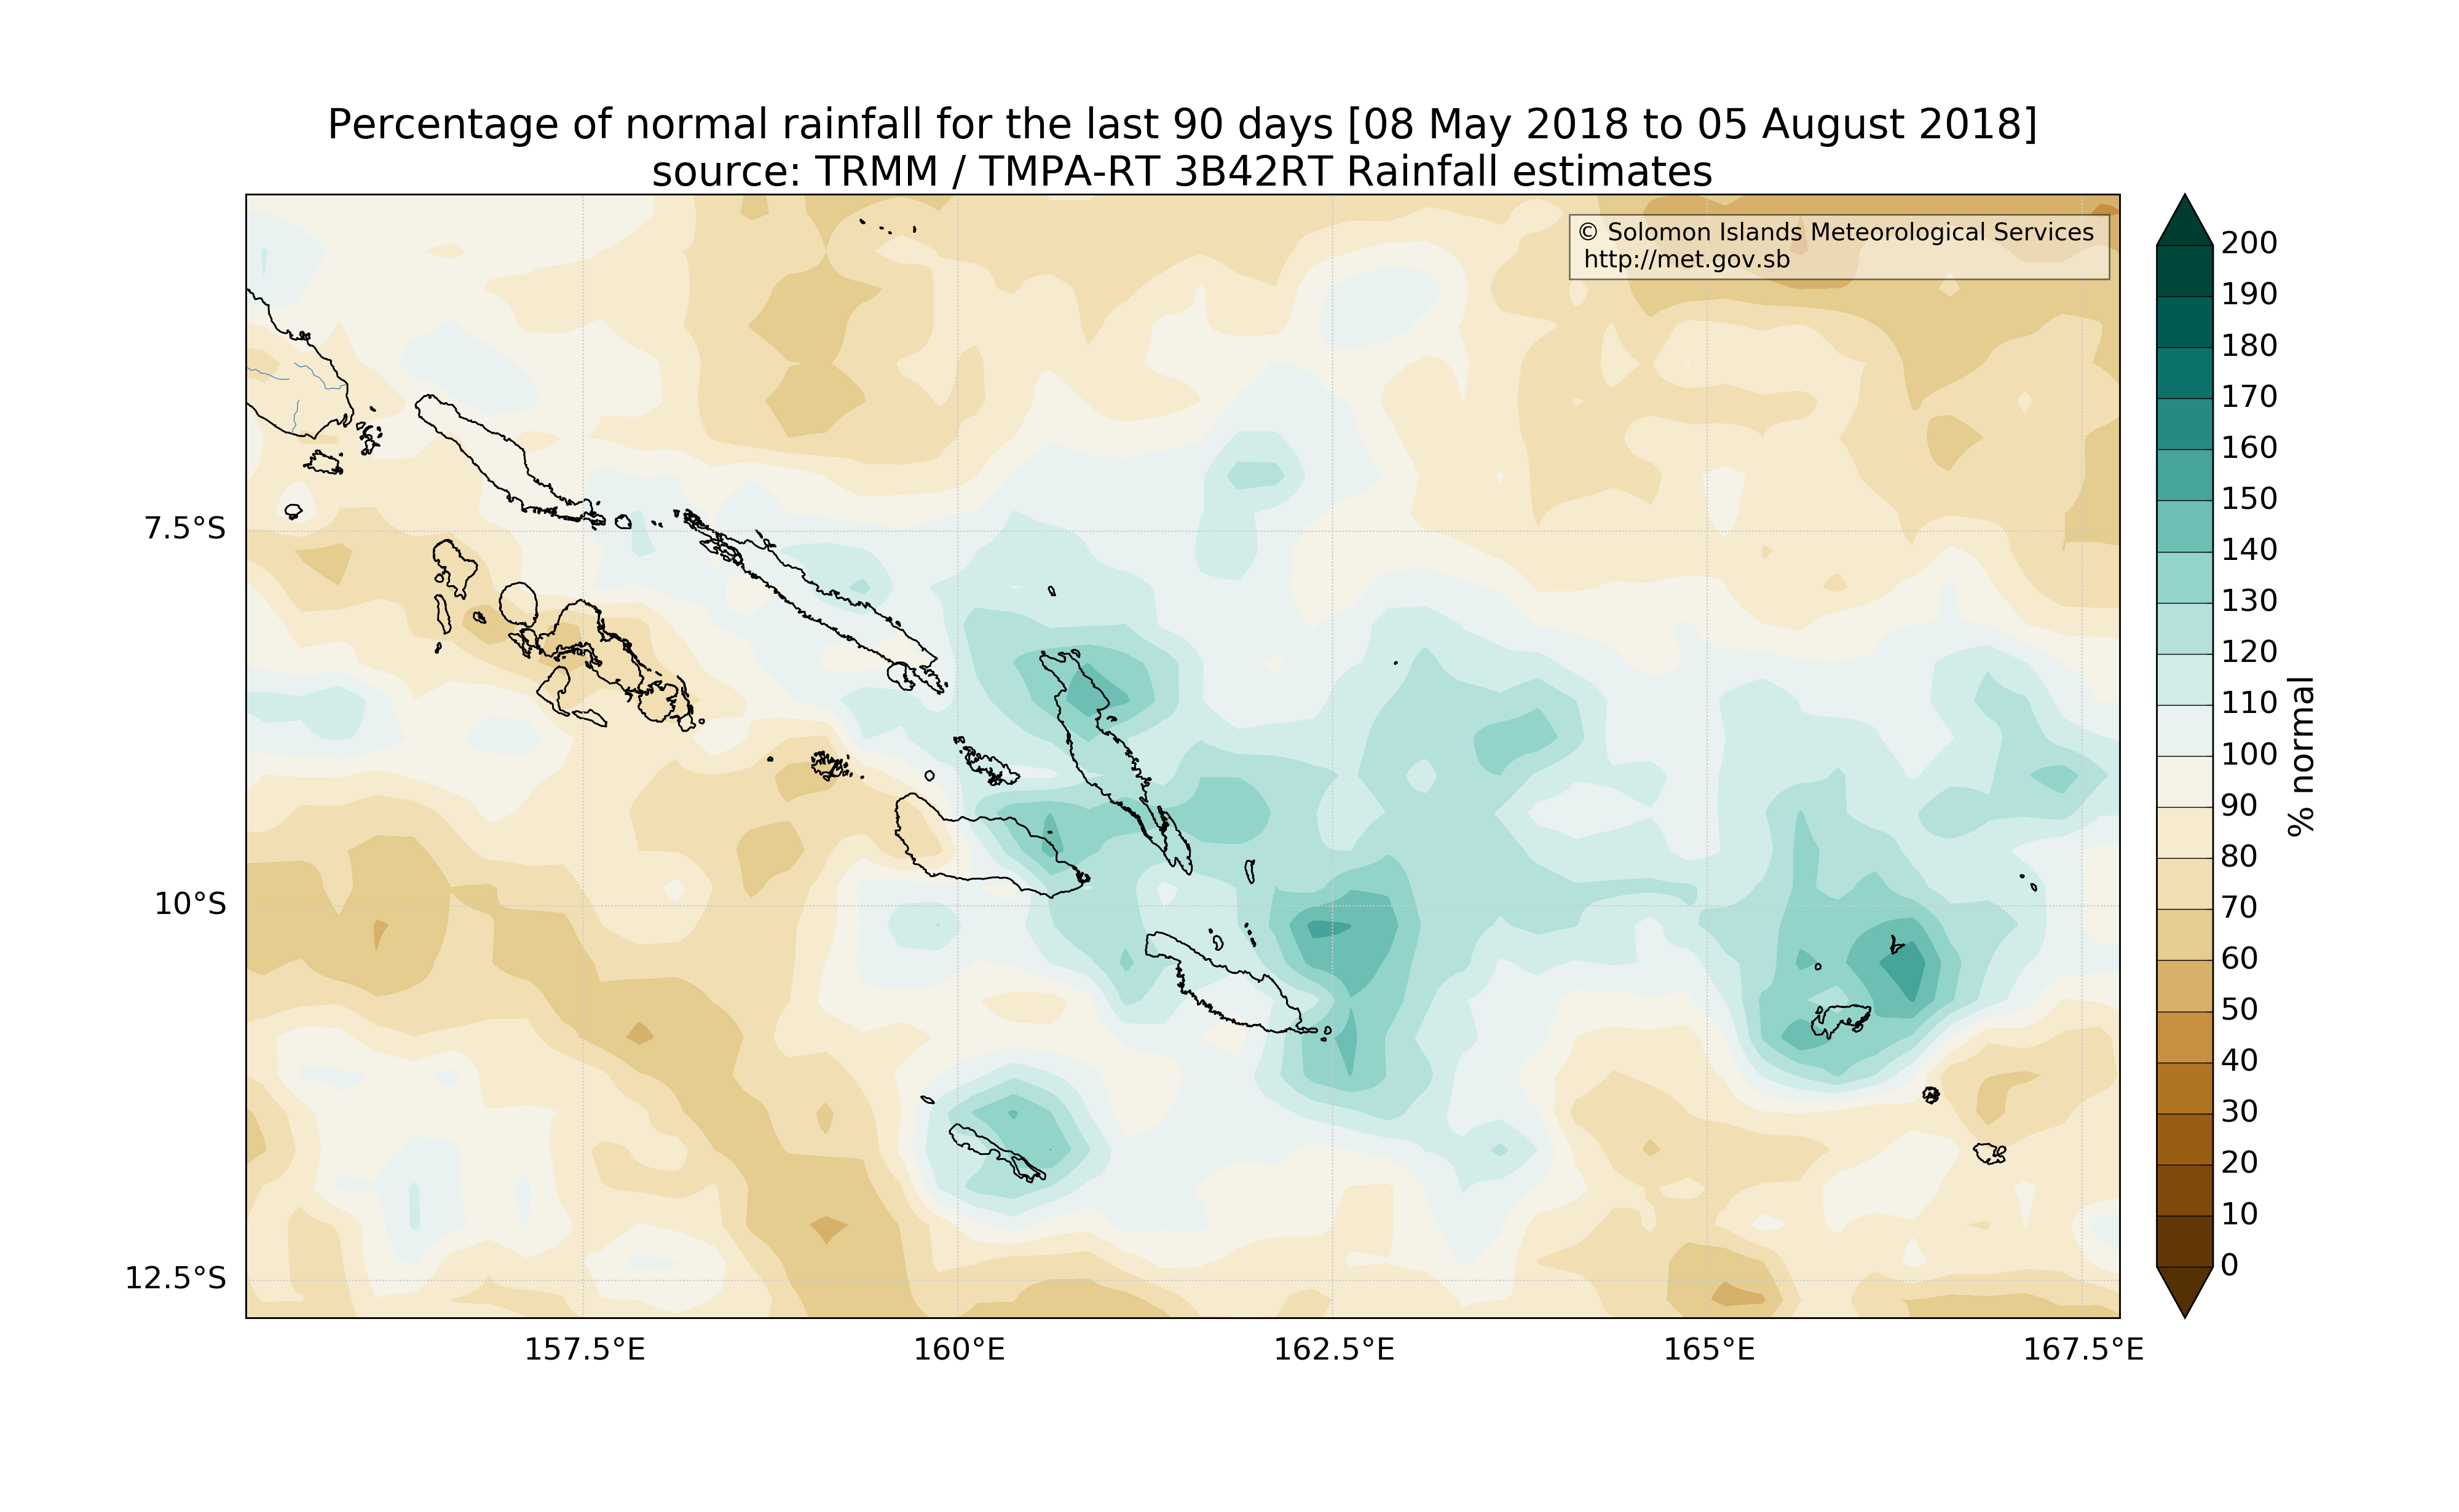 Percentage of normal rainfall for the last 90 days [08 May 2018 to 05 August 2018]
source: TRMM / TMPA-RT 3B42RT Rainfall estimates
© Solomon Islands Meteorological Services
http://met.gov.sb
7.5°S
10°S
12.5°S
157.5°E
160°E
162.5°E
165°E
167.5°E
200
190
180
170
160
150
140
130
120
110
100
90
80
70
60
50
40
30
20
10
0
% normal